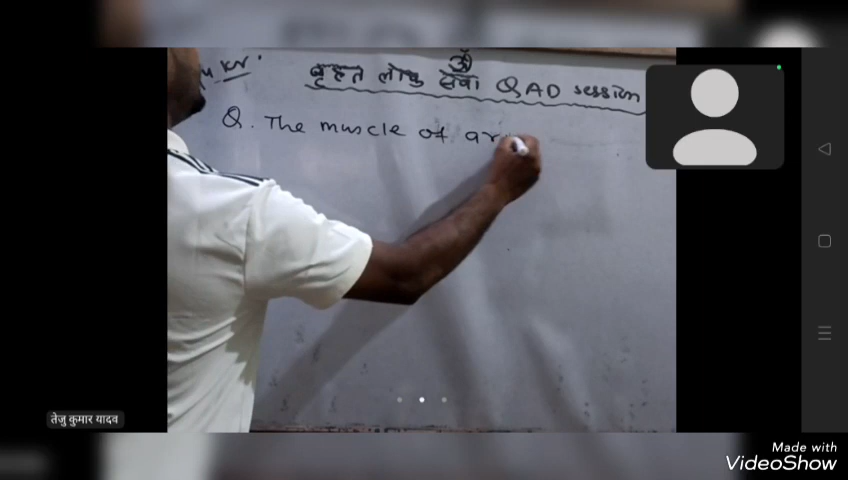 ॐ
बृहत लोक सेवा QAD session
Q. The muscle of ar
तेजु कुमार यादव
Made with
VideoShow